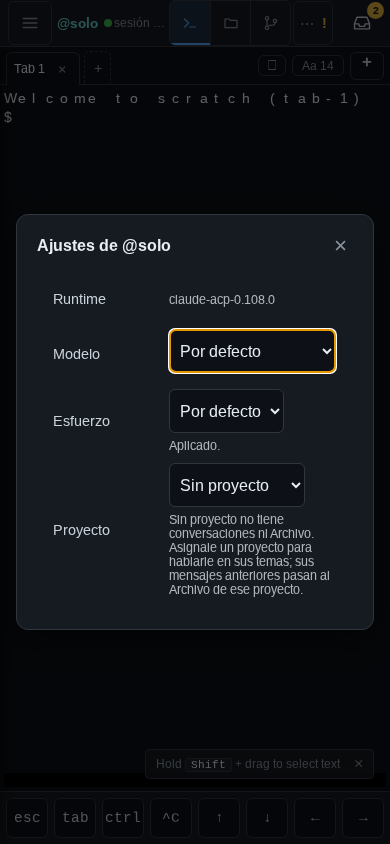 @solo sesión ... ... ! 2
Tab 1 × + Aa 14 +
Welcome to scratch (tab-1)
$
Ajustes de @solo ×
Runtime claude-acp-0.108.0
Modelo Por defecto
Esfuerzo Por defecto
Aplicado.
Sin proyecto
Proyecto
Sin proyecto no tiene
conversaciones ni Archivo.
Asígnale un proyecto para
hablarle en sus temas; sus
mensajes anteriores pasan al
Archivo de ese proyecto.
Hold Shift + drag to select text ×
esc tab ctrl ^C ↑ ↓ ← →